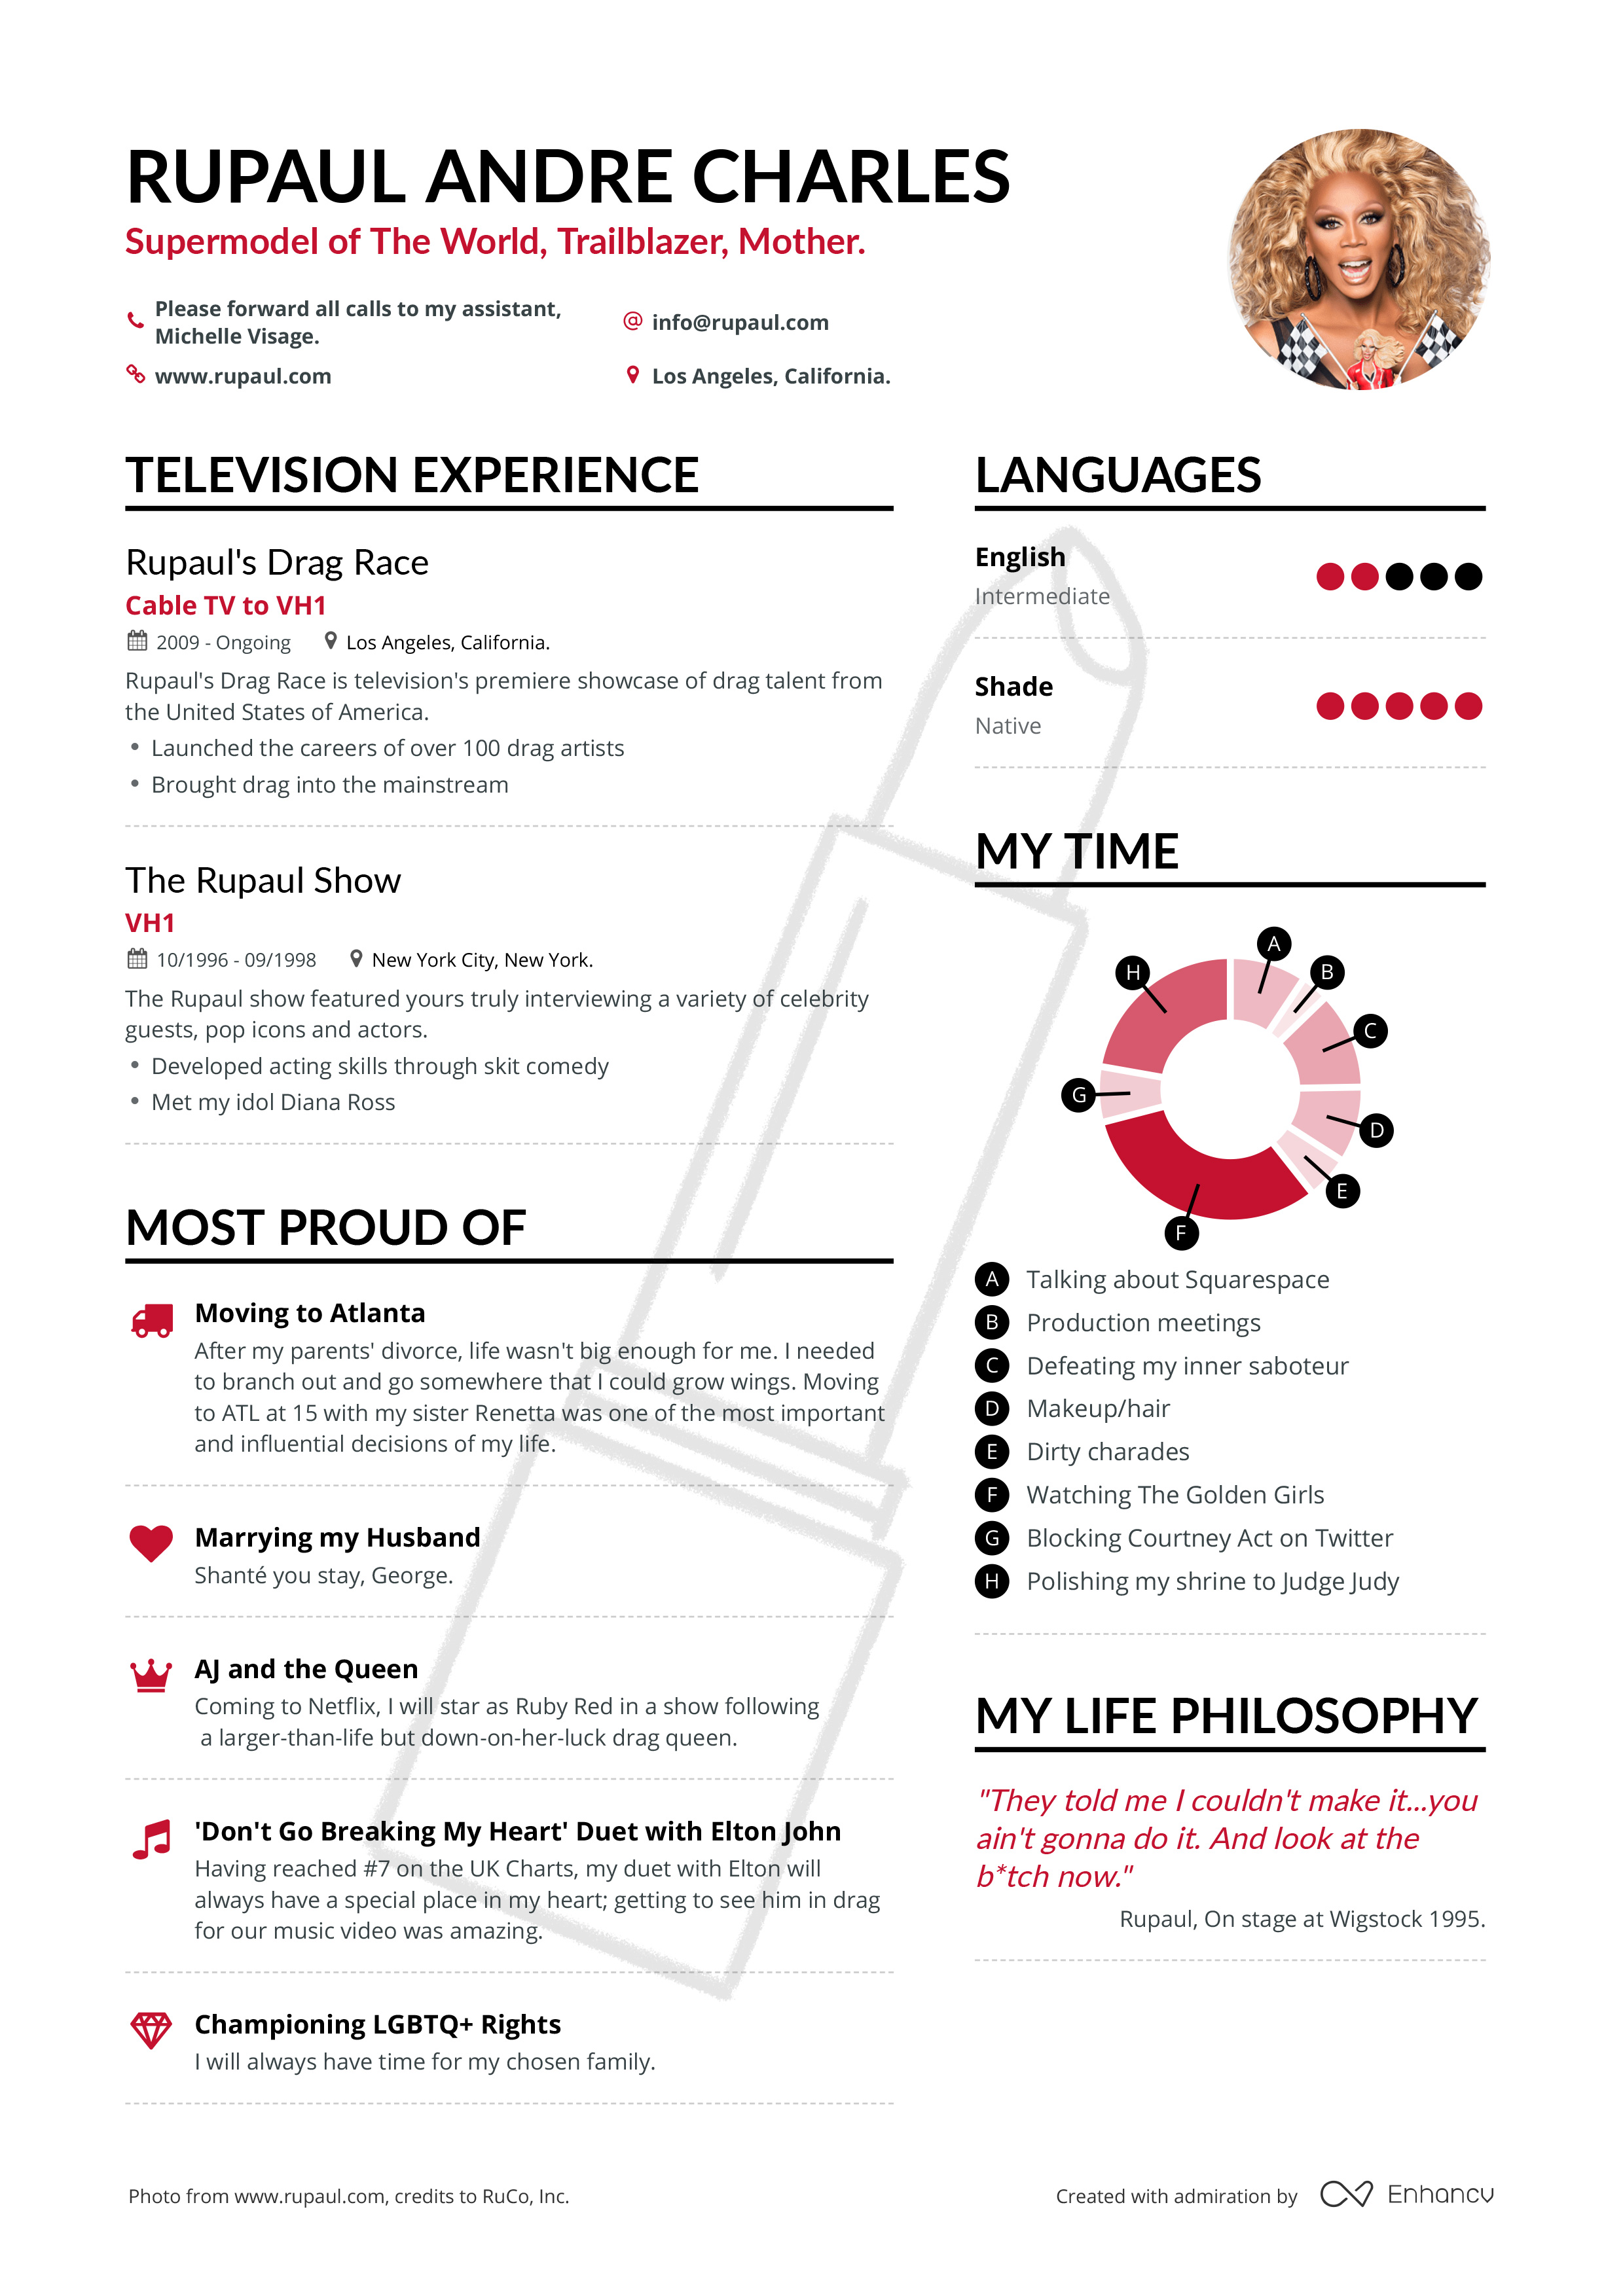 RUPAUL ANDRE CHARLES
Supermodel of The World, Trailblazer, Mother.
Please forward all calls to my assistant,
Michelle Visage.
@ info@rupaul.com
www.rupaul.com
Los Angeles, California.
TELEVISION EXPERIENCE
Rupaul's Drag Race
Cable TV to VH1
2009 - Ongoing Los Angeles, California.
Rupaul's Drag Race is television's premiere showcase of drag talent from
the United States of America.
• Launched the careers of over 100 drag artists
• Brought drag into the mainstream
The Rupaul Show
VH1
10/1996 - 09/1998 New York City, New York.
The Rupaul show featured yours truly interviewing a variety of celebrity
guests, pop icons and actors.
• Developed acting skills through skit comedy
• Met my idol Diana Ross
MOST PROUD OF
Moving to Atlanta
After my parents' divorce, life wasn't big enough for me. I needed
to branch out and go somewhere that I could grow wings. Moving
to ATL at 15 with my sister Renetta was one of the most important
and influential decisions of my life.
Marrying my Husband
Shanté you stay, George.
AJ and the Queen
Coming to Netflix, I will star as Ruby Red in a show following
a larger-than-life but down-on-her-luck drag queen.
'Don't Go Breaking My Heart' Duet with Elton John
Having reached #7 on the UK Charts, my duet with Elton will
always have a special place in my heart; getting to see him in drag
for our music video was amazing.
Championing LGBTQ+ Rights
I will always have time for my chosen family.
LANGUAGES
English
Intermediate
Shade
Native
MY TIME
A
B
C
D
E
F
G
H
A Talking about Squarespace
B Production meetings
C Defeating my inner saboteur
D Makeup/hair
E Dirty charades
F Watching The Golden Girls
G Blocking Courtney Act on Twitter
H Polishing my shrine to Judge Judy
MY LIFE PHILOSOPHY
"They told me I couldn't make it...you
ain't gonna do it. And look at the
b*tch now."
Rupaul, On stage at Wigstock 1995.
Photo from www.rupaul.com, credits to RuCo, Inc.
Created with admiration by Enhancv